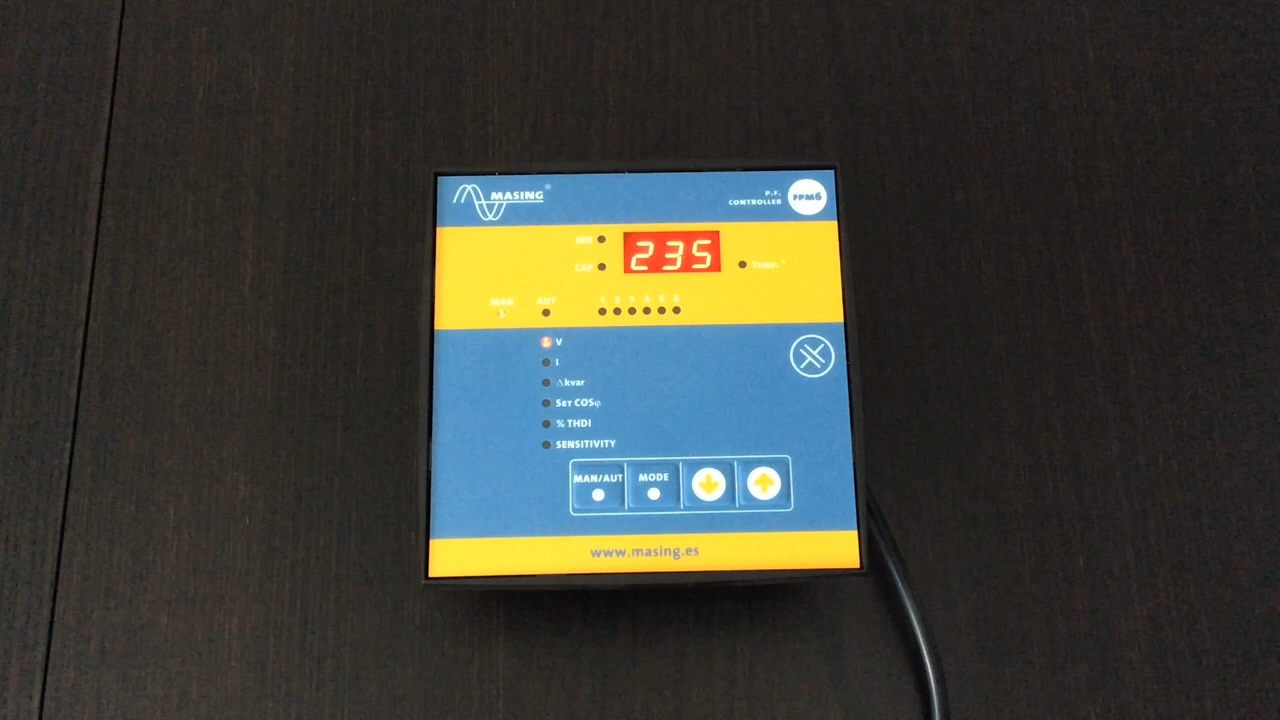 MASING®
P.F.
CONTROLLER
FPM6
IND
235
CAP
TEMP.°
MAN
AUT
1 2 3 4 5 6
V
I
Δkvar
SET COSφ
% THDI
SENSITIVITY
MAN/AUT
MODE
www.masing.es